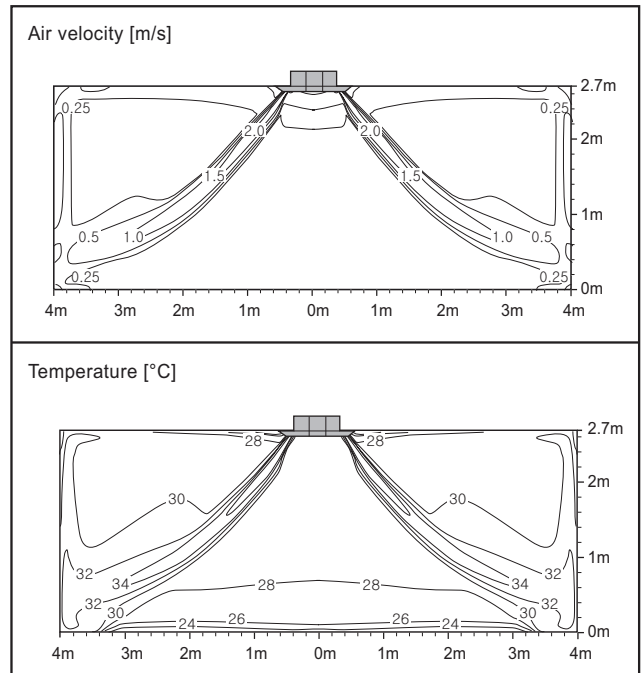 Air velocity [m/s]
2.7m
0.25 0.25
2.0 2.0
2m
1.5 1.5
1m
0.5 1.0 1.0 0.5
0.25 0.25
0m
4m 3m 2m 1m 0m 1m 2m 3m 4m
Temperature [°C]
2.7m
28 28
30 30
2m
1m
32 34 34 32
32 28 28 32
30 26 26 30
24 24
0m
4m 3m 2m 1m 0m 1m 2m 3m 4m